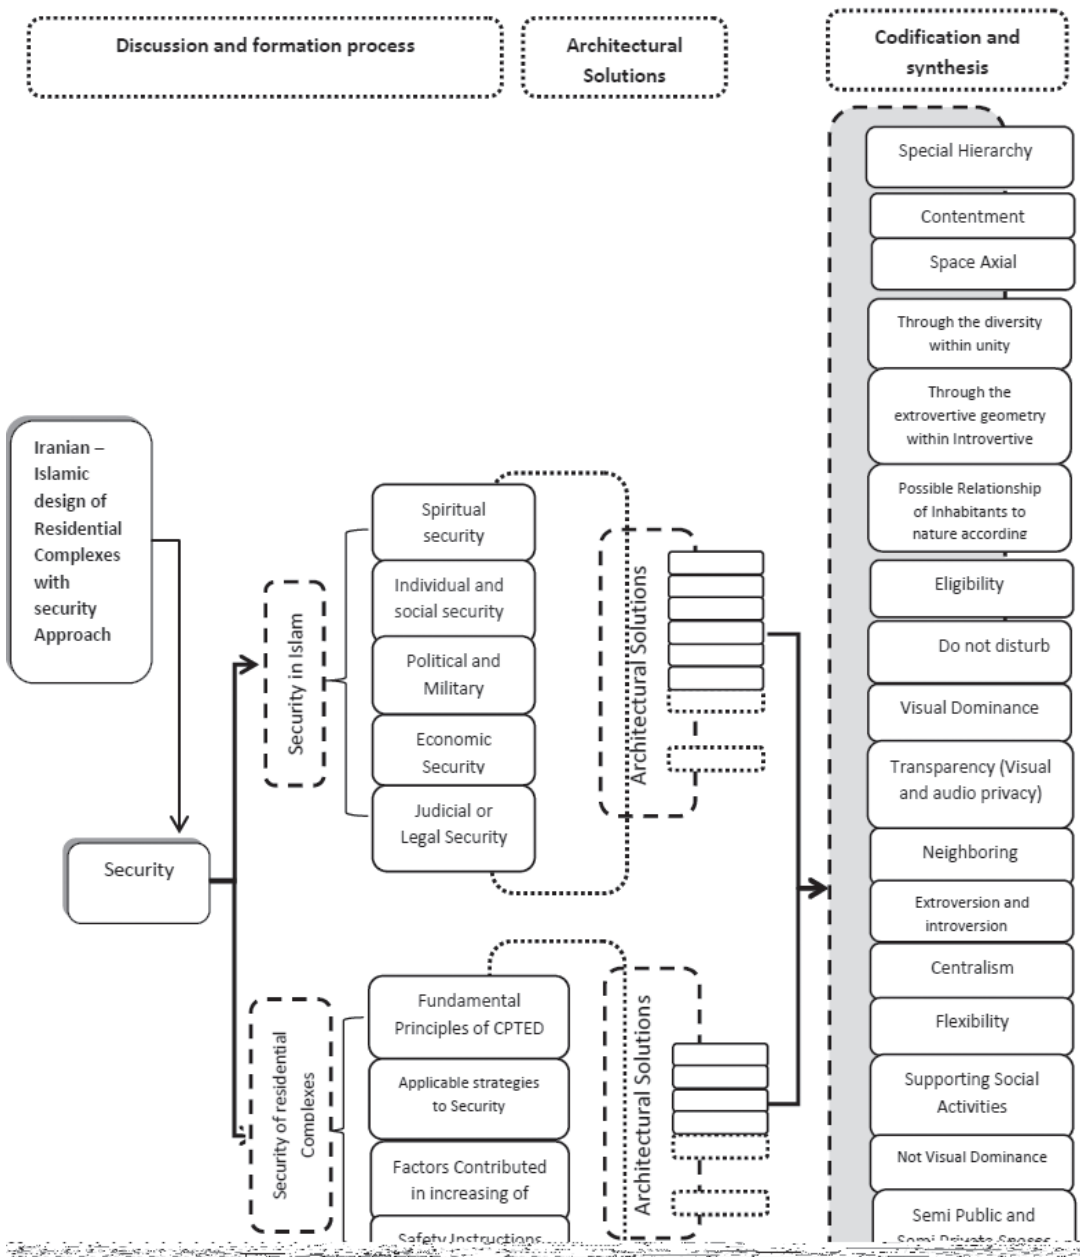 Discussion and formation process
Architectural
Solutions
Codification and
synthesis
Iranian –
Islamic
design of
Residential
Complexes
with
security
Approach
Security
Security in Islam
Spiritual
security
Individual and
social security
Political and
Military
Economic
Security
Judicial or
Legal Security
Architectural Solutions
Security of residential
Complexes
Fundamental
Principles of CPTED
Applicable strategies
to Security
Factors Contributed
in increasing of
Safety Instructions
Architectural Solutions
Special Hierarchy
Contentment
Space Axial
Through the diversity
within unity
Through the
extrovertive geometry
within Introvertive
Possible Relationship
of Inhabitants to
nature according
Eligibility
Do not disturb
Visual Dominance
Transparency (Visual
and audio privacy)
Neighboring
Extroversion and
introversion
Centralism
Flexibility
Supporting Social
Activities
Not Visual Dominance
Semi Public and
Semi Private Spaces